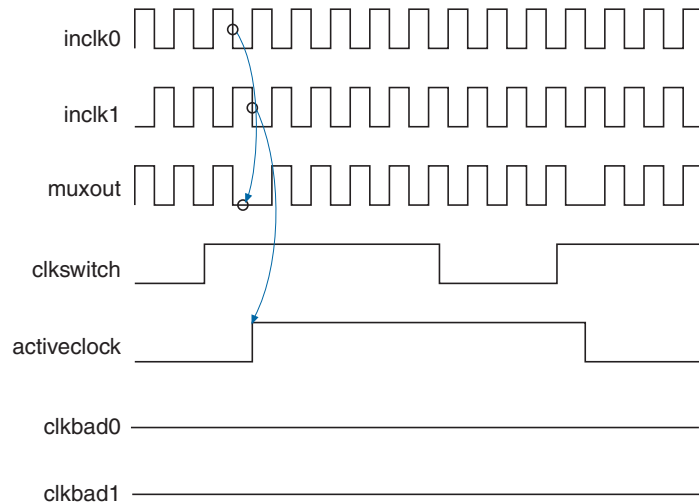 inclk0
inclk1
muxout
clkswitch
activeclock
clkbad0
clkbad1